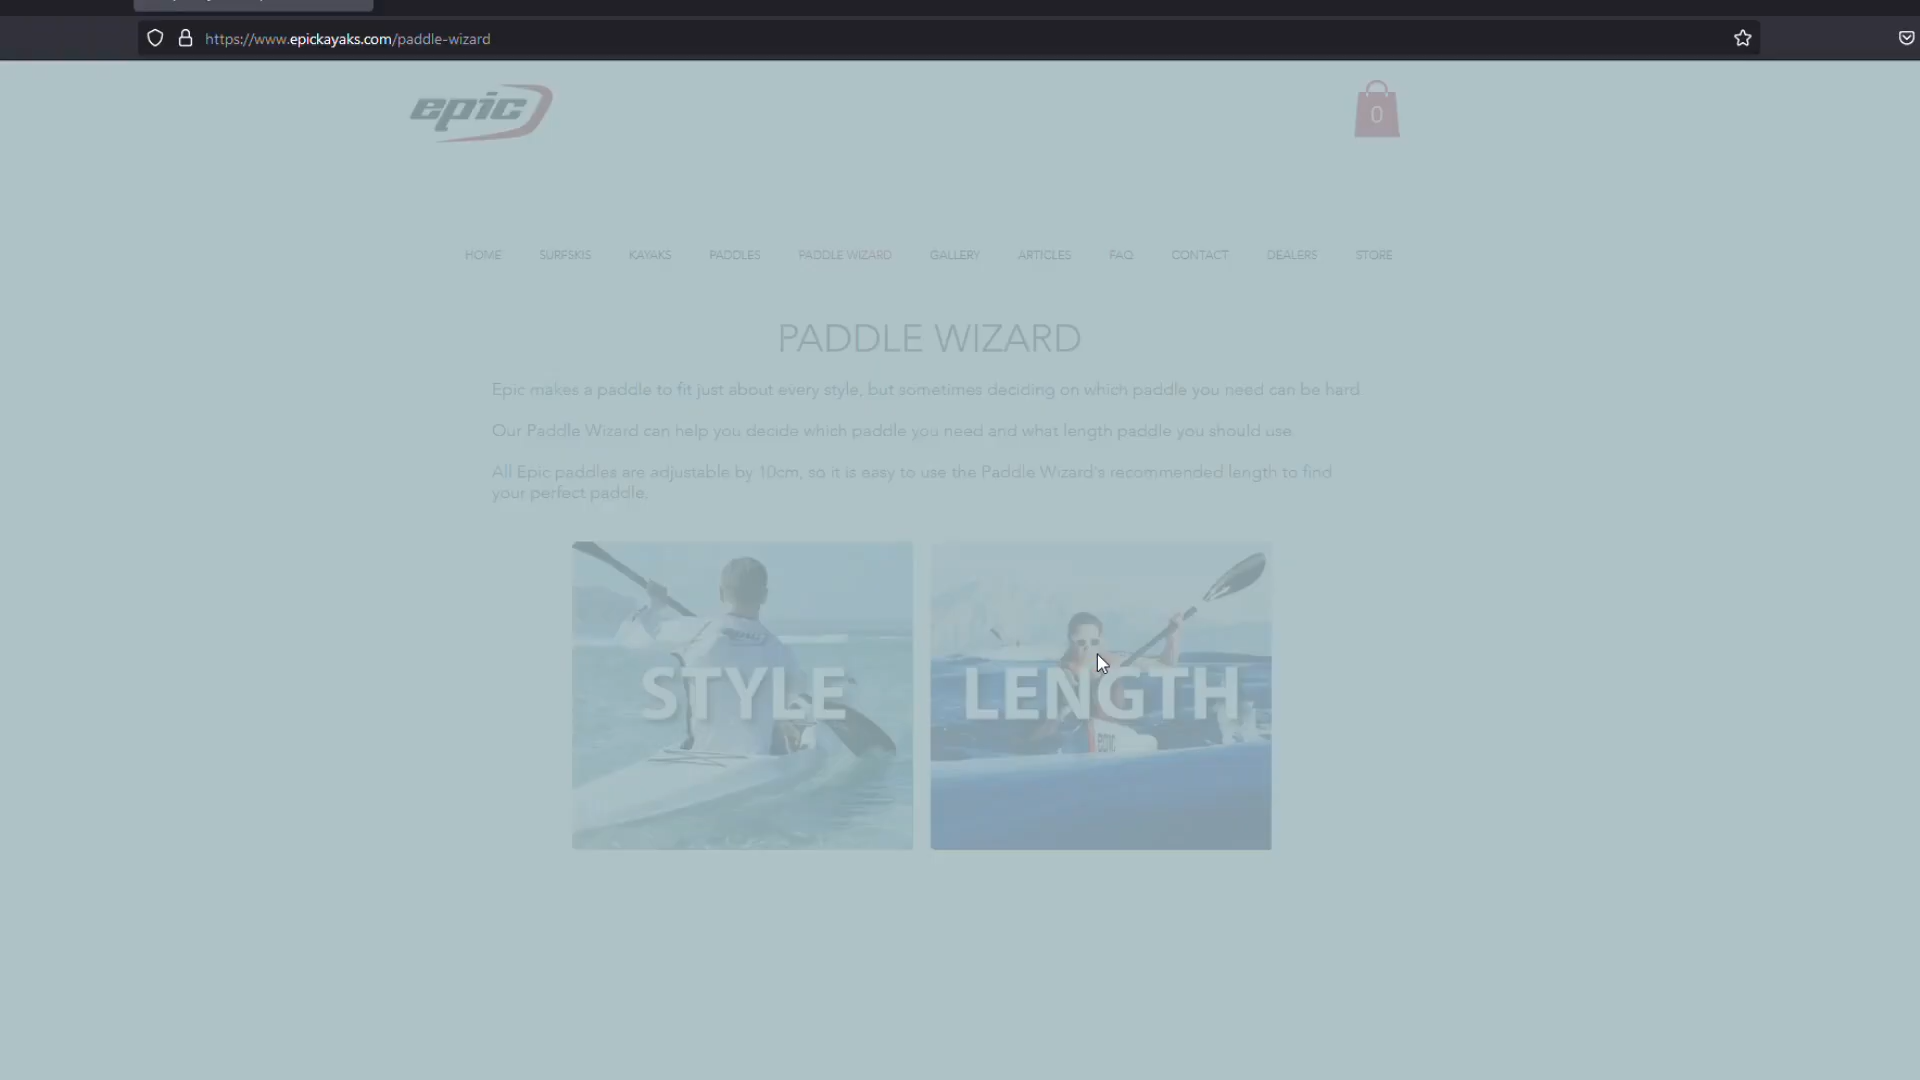 https://www.epickayaks.com/paddle-wizard
epic
0
HOME SURFSKIS KAYAKS PADDLES PADDLE WIZARD GALLERY ARTICLES FAQ CONTACT DEALERS STORE
PADDLE WIZARD
Epic makes a paddle to fit just about every style, but sometimes deciding on which paddle you need can be hard
Our Paddle Wizard can help you decide which paddle you need and what length paddle you should use
All Epic paddles are adjustable by 10cm, so it is easy to use the Paddle Wizard's recommended length to find
your perfect paddle.
STYLE LENGTH
epic